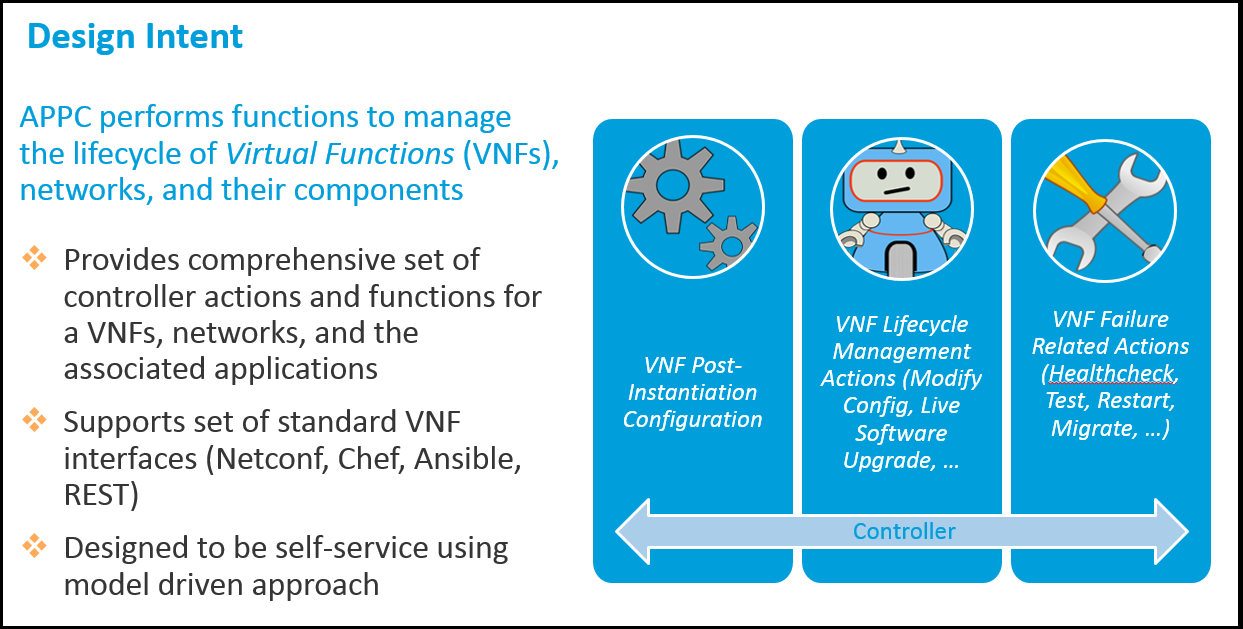 Design Intent
APPC performs functions to manage
the lifecycle of Virtual Functions (VNFs),
networks, and their components
Provides comprehensive set of
controller actions and functions for
a VNFs, networks, and the
associated applications
Supports set of standard VNF
interfaces (Netconf, Chef, Ansible,
REST)
Designed to be self-service using
model driven approach
VNF Post-
Instantiation
Configuration
VNF Lifecycle
Management
Actions (Modify
Config, Live
Software
Upgrade, …
VNF Failure
Related Actions
(Healthcheck,
Test, Restart,
Migrate, …)
Controller